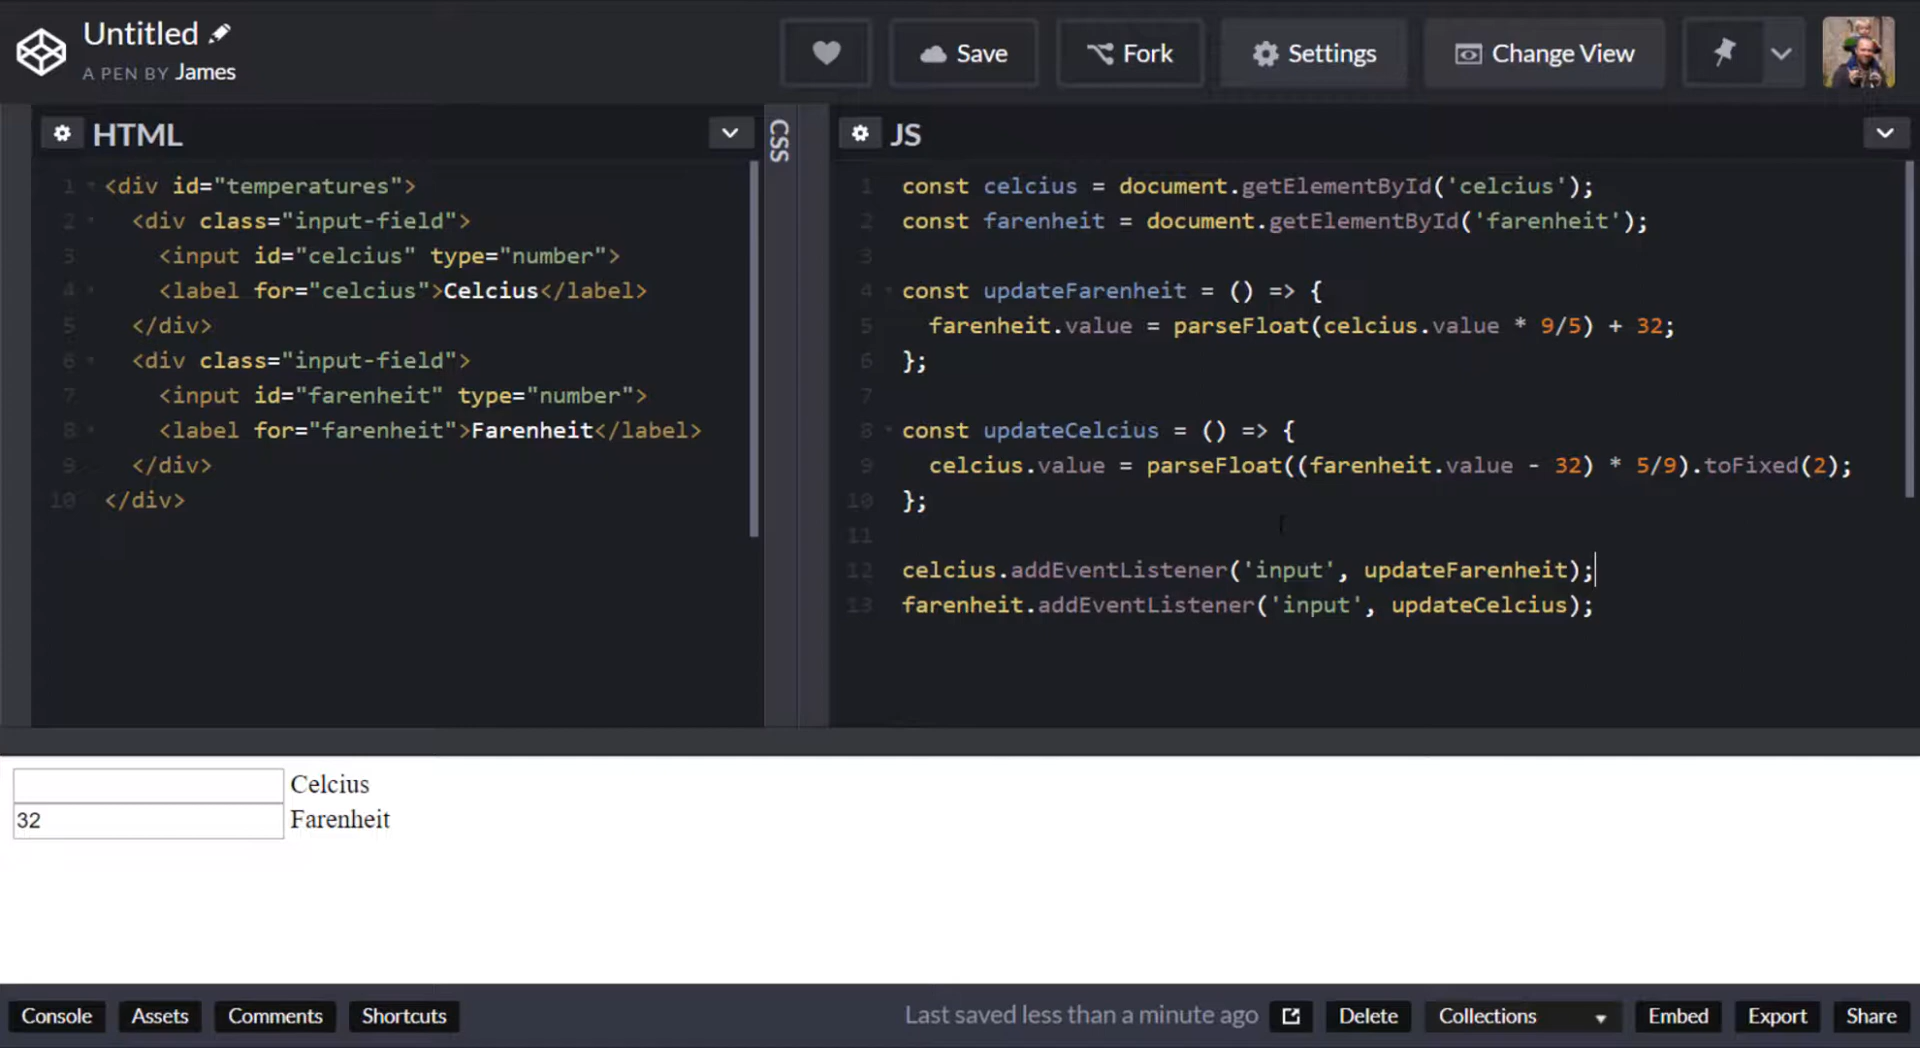 Untitled
A PEN BY James
Save
Fork
Settings
Change View
HTML
1 <div id="temperatures">
2 <div class="input-field">
3 <input id="celcius" type="number">
4 <label for="celcius">Celcius</label>
5 </div>
6 <div class="input-field">
7 <input id="farenheit" type="number">
8 <label for="farenheit">Farenheit</label>
9 </div>
10 </div>
CSS
JS
1 const celcius = document.getElementById('celcius');
2 const farenheit = document.getElementById('farenheit');
3
4 const updateFarenheit = () => {
5 farenheit.value = parseFloat(celcius.value * 9/5) + 32;
6 };
7
8 const updateCelcius = () => {
9 celcius.value = parseFloat((farenheit.value - 32) * 5/9).toFixed(2);
10 };
11
12 celcius.addEventListener('input', updateFarenheit);
13 farenheit.addEventListener('input', updateCelcius);
Celcius
32 Farenheit
Console
Assets
Comments
Shortcuts
Last saved less than a minute ago
Delete
Collections
Embed
Export
Share